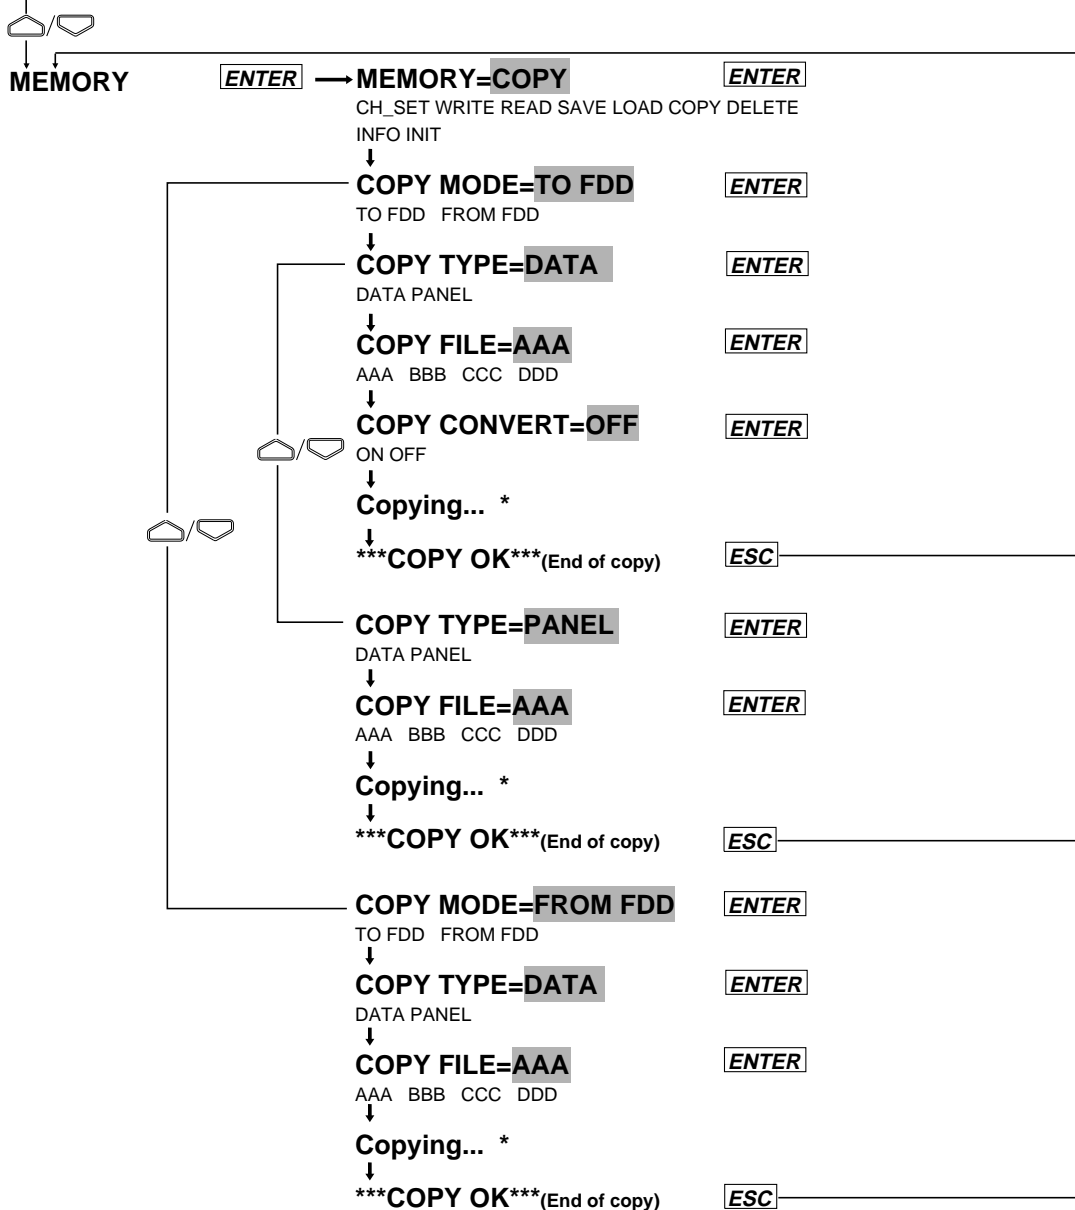 MEMORY ENTER MEMORY=COPY ENTER
CH_SET WRITE READ SAVE LOAD COPY DELETE
INFO INIT
COPY MODE=TO FDD ENTER
TO FDD FROM FDD
COPY TYPE=DATA ENTER
DATA PANEL
COPY FILE=AAA ENTER
AAA BBB CCC DDD
COPY CONVERT=OFF ENTER
ON OFF
Copying... *
***COPY OK***(End of copy) ESC
COPY TYPE=PANEL ENTER
DATA PANEL
COPY FILE=AAA ENTER
AAA BBB CCC DDD
Copying... *
***COPY OK***(End of copy) ESC
COPY MODE=FROM FDD ENTER
TO FDD FROM FDD
COPY TYPE=DATA ENTER
DATA PANEL
COPY FILE=AAA ENTER
AAA BBB CCC DDD
Copying... *
***COPY OK***(End of copy) ESC